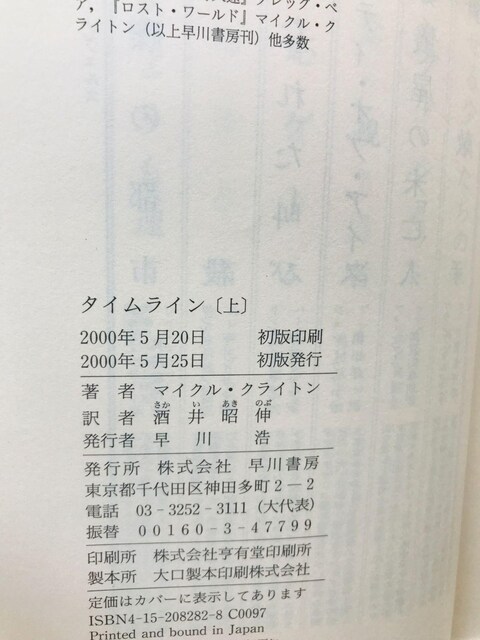 ア,『ロスト・ワールド』マイクル・ク
ライトン(以上早川書房刊)他多数
タイムライン〔上〕
2000年5月20日 初版印刷
2000年5月25日 初版発行
著者 マイクル・クライトン
さか い あき のぶ
訳者 酒井昭伸
発行者 早川 浩
発行所 株式会社 早川書房
東京都千代田区神田多町2-2
電話 03-3252-3111(大代表)
振替 00160-3-47799
印刷所 株式会社亨有堂印刷所
製本所 大口製本印刷株式会社
定価はカバーに表示してあります
ISBN4-15-208282-8 C0097
Printed and bound in Japan